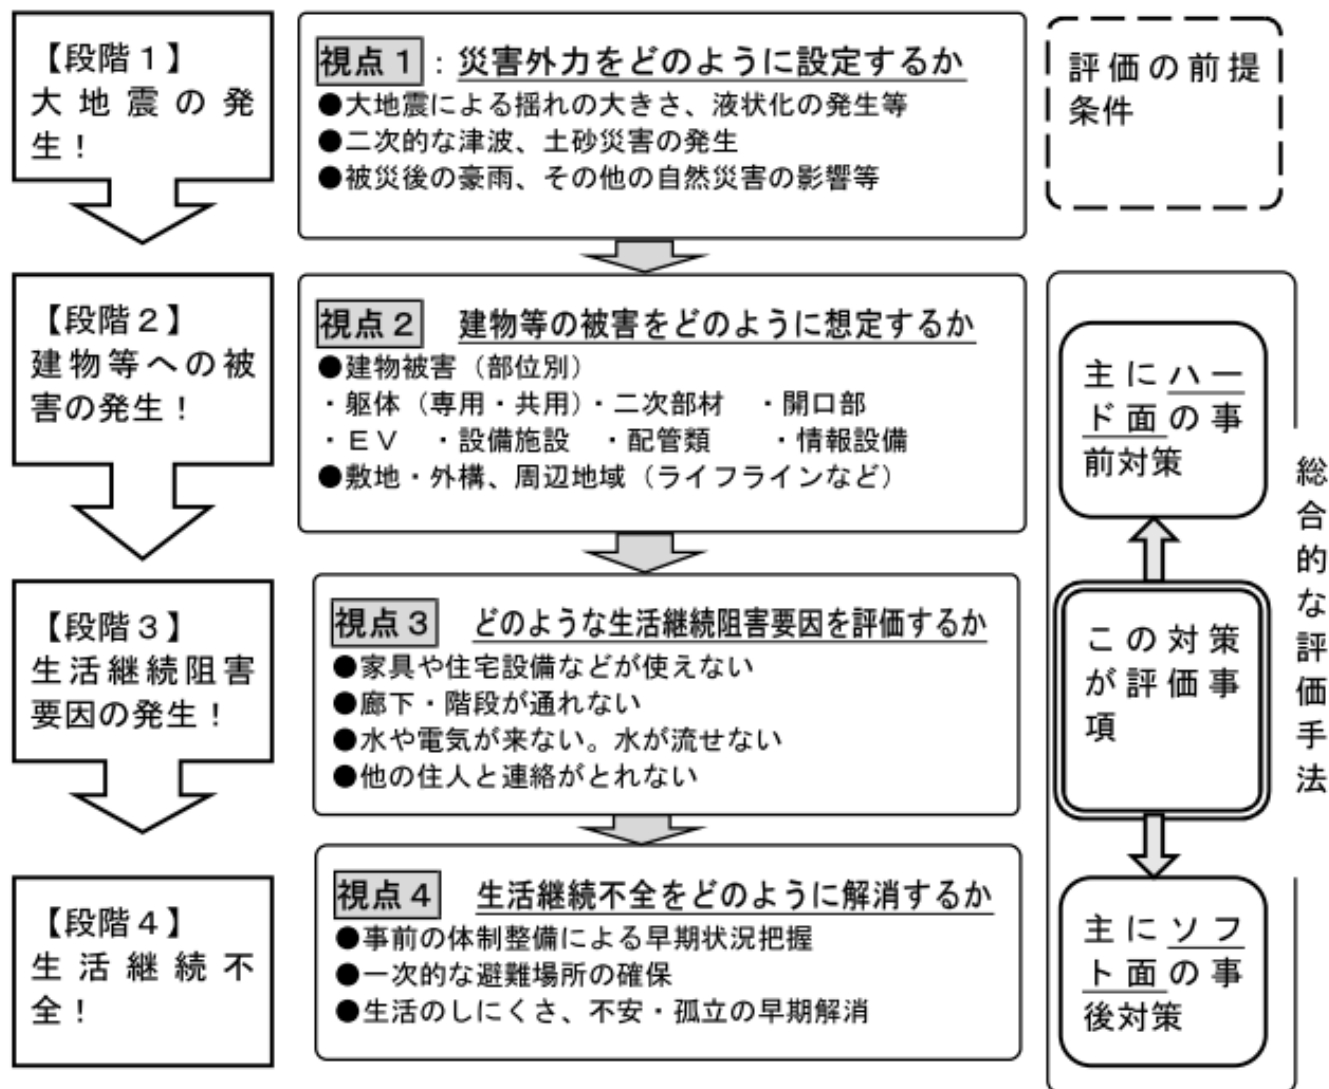 【段階１】
大地震の発
生！
視点１：災害外力をどのように設定するか
●大地震による揺れの大きさ、液状化の発生等
●二次的な津波、土砂災害の発生
●被災後の豪雨、その他の自然災害の影響等
評価の前提
条件
【段階２】
建物等への被
害の発生！
視点２　建物等の被害をどのように想定するか
●建物被害（部位別）
・躯体（専用・共用）・二次部材　・開口部
・ＥＶ　・設備施設　・配管類　・情報設備
●敷地・外構、周辺地域（ライフラインなど）
主にハー
ド面の事
前対策
【段階３】
生活継続阻害
要因の発生！
視点３　どのような生活継続阻害要因を評価するか
●家具や住宅設備などが使えない
●廊下・階段が通れない
●水や電気が来ない。水が流せない
●他の住人と連絡がとれない
この対策
が評価事
項
【段階４】
生活継続不
全！
視点４　生活継続不全をどのように解消するか
●事前の体制整備による早期状況把握
●一次的な避難場所の確保
●生活のしにくさ、不安・孤立の早期解消
主にソフ
ト面の事
後対策
総合的な評価手法